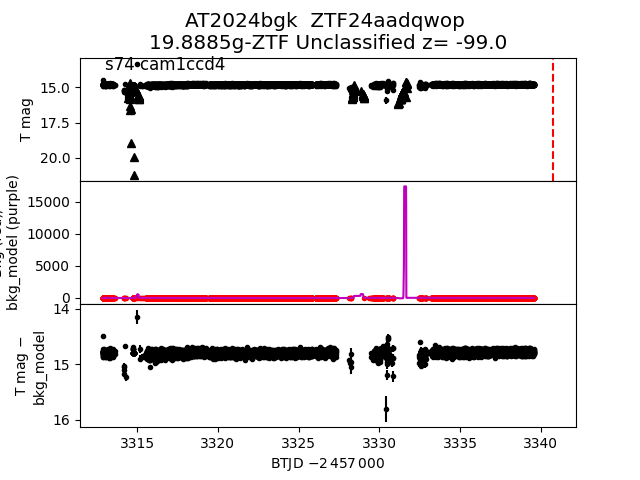 AT2024bgk ZTF24aadqwop
19.8885g-ZTF Unclassified z= -99.0
s74 cam1ccd4
T mag
15.0
17.5
20.0
bkg_model (purple)
15000
10000
5000
0
T mag −
bkg_model
14
15
16
3315 3320 3325 3330 3335 3340
BTJD −2 457 000